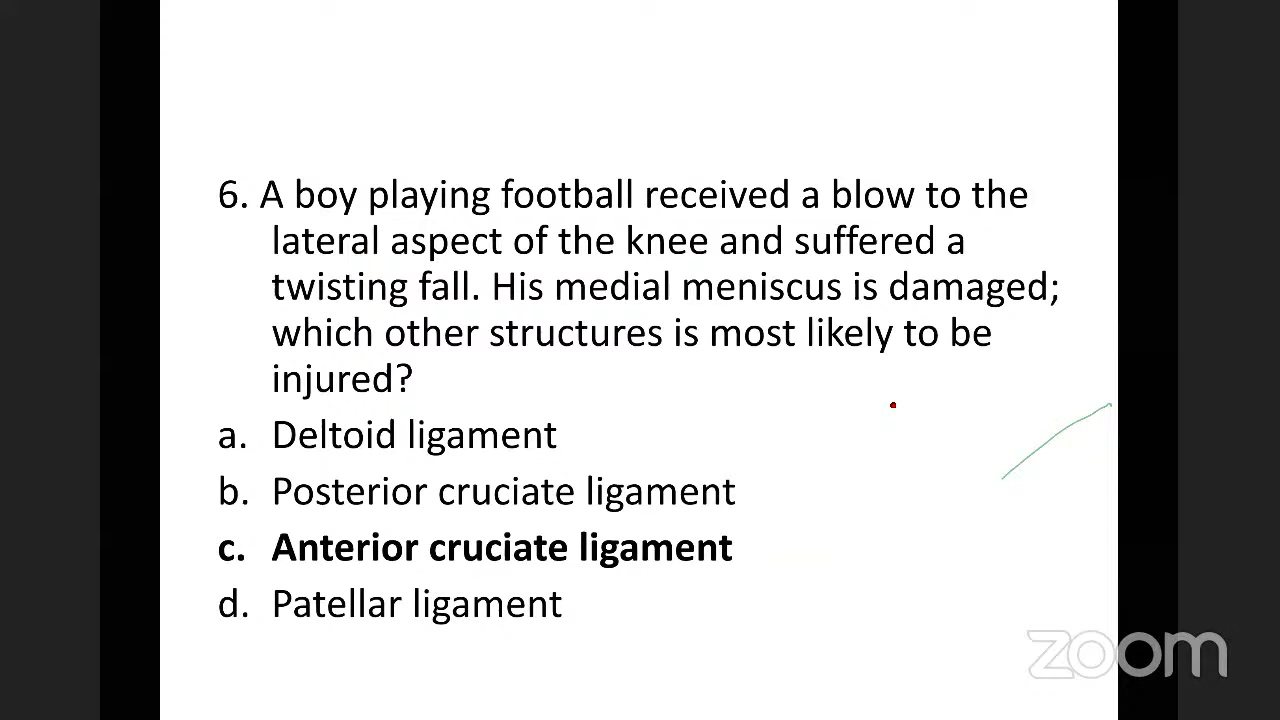 6. A boy playing football received a blow to the
lateral aspect of the knee and suffered a
twisting fall. His medial meniscus is damaged;
which other structures is most likely to be
injured?
a. Deltoid ligament
b. Posterior cruciate ligament
c. Anterior cruciate ligament
d. Patellar ligament
zoom